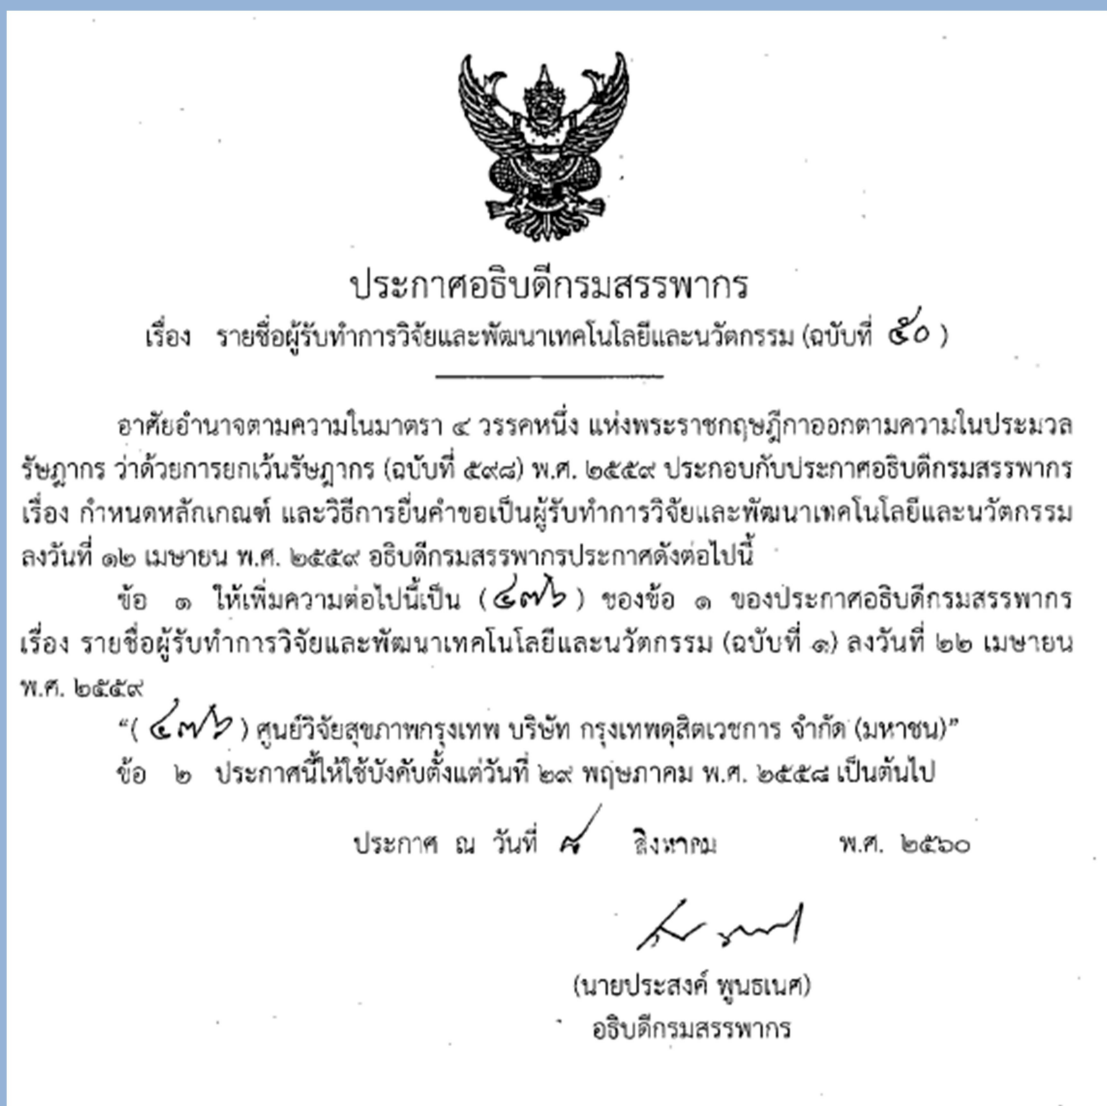 ประกาศอธิบดีกรมสรรพากร
เรื่อง รายชื่อผู้รับทำการวิจัยและพัฒนาเทคโนโลยีและนวัตกรรม (ฉบับที่ ๕๐)
อาศัยอำนาจตามความในมาตรา ๔ วรรคหนึ่ง แห่งพระราชกฤษฎีกาออกตามความในประมวล
รัษฎากร ว่าด้วยการยกเว้นรัษฎากร (ฉบับที่ ๕๙๘) พ.ศ. ๒๕๕๙ ประกอบกับประกาศอธิบดีกรมสรรพากร
เรื่อง กำหนดหลักเกณฑ์ และวิธีการยื่นคำขอเป็นผู้รับทำการวิจัยและพัฒนาเทคโนโลยีและนวัตกรรม
ลงวันที่ ๑๒ เมษายน พ.ศ. ๒๕๕๙ อธิบดีกรมสรรพากรประกาศดังต่อไปนี้
ข้อ ๑ ให้เพิ่มความต่อไปนี้เป็น (๔๗๖) ของข้อ ๑ ของประกาศอธิบดีกรมสรรพากร
เรื่อง รายชื่อผู้รับทำการวิจัยและพัฒนาเทคโนโลยีและนวัตกรรม (ฉบับที่ ๑) ลงวันที่ ๒๒ เมษายน
พ.ศ. ๒๕๕๙
“(๔๗๖) ศูนย์วิจัยสุขภาพกรุงเทพ บริษัท กรุงเทพดุสิตเวชการ จำกัด (มหาชน)”
ข้อ ๒ ประกาศนี้ให้ใช้บังคับตั้งแต่วันที่ ๒๙ พฤษภาคม พ.ศ. ๒๕๕๘ เป็นต้นไป
ประกาศ ณ วันที่ ๘ สิงหาคม พ.ศ. ๒๕๖๐
(นายประสงค์ พูนธเนศ)
อธิบดีกรมสรรพากร